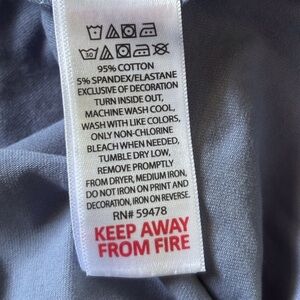 30
95% COTTON
5% SPANDEX/ELASTANE
EXCLUSIVE OF DECORATION
TURN INSIDE OUT,
MACHINE WASH COOL,
WASH WITH LIKE COLORS,
ONLY NON-CHLORINE
BLEACH WHEN NEEDED,
TUMBLE DRY LOW,
REMOVE PROMPTLY
FROM DRYER, MEDIUM IRON,
DO NOT IRON ON PRINT AND
DECORATION, IRON ON REVERSE.
RN# 59478
KEEP AWAY
FROM FIRE